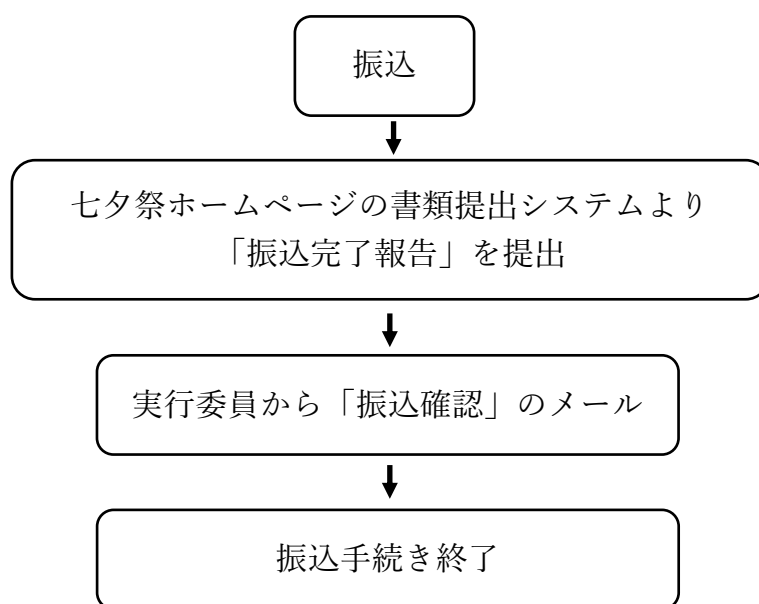 振込
七夕祭ホームページの書類提出システムより
「振込完了報告」を提出
実行委員から「振込確認」のメール
振込手続き終了